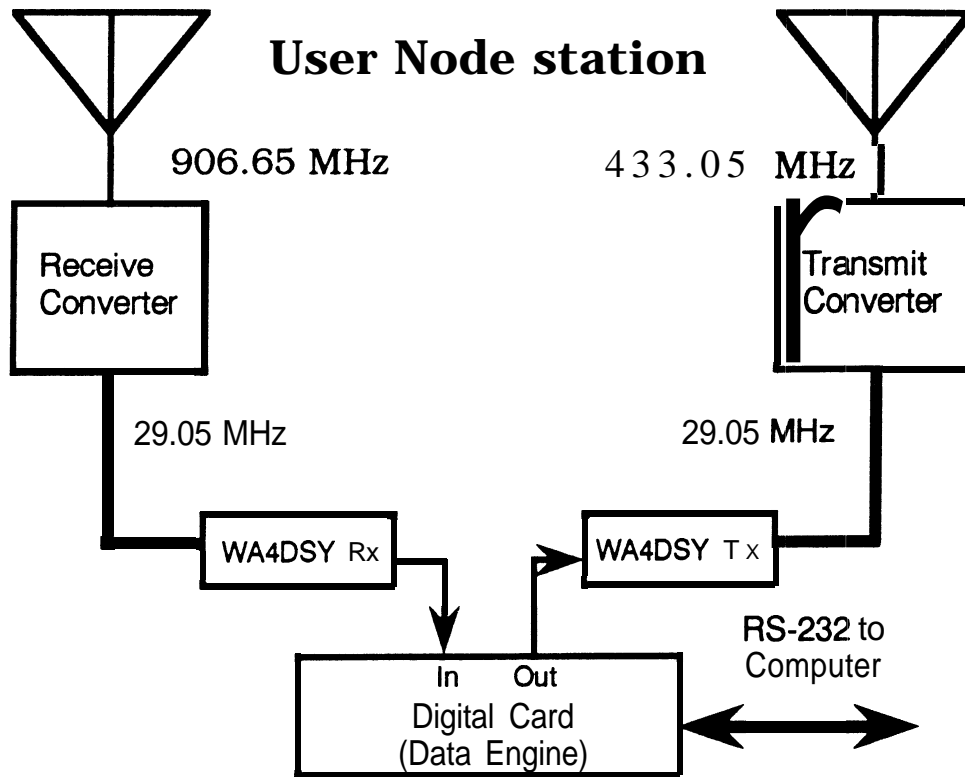 User Node station
906.65 MHz
433.05 MHz
Receive
Converter
Transmit
Converter
29.05 MHz
29.05 MHz
WA4DSY Rx
WA4DSY Tx
RS-232 to
Computer
In
Out
Digital Card
(Data Engine)